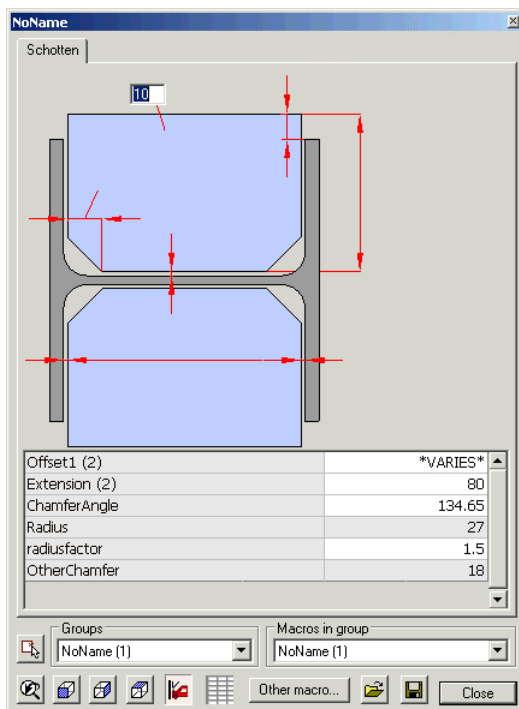 NoName
Schotten
10
Offset1 (2) *VARIES*
Extension (2) 80
ChamferAngle 134.65
Radius 27
radiusfactor 1.5
OtherChamfer 18
Groups Macros in group
NoName (1) NoName (1)
Other macro... Close